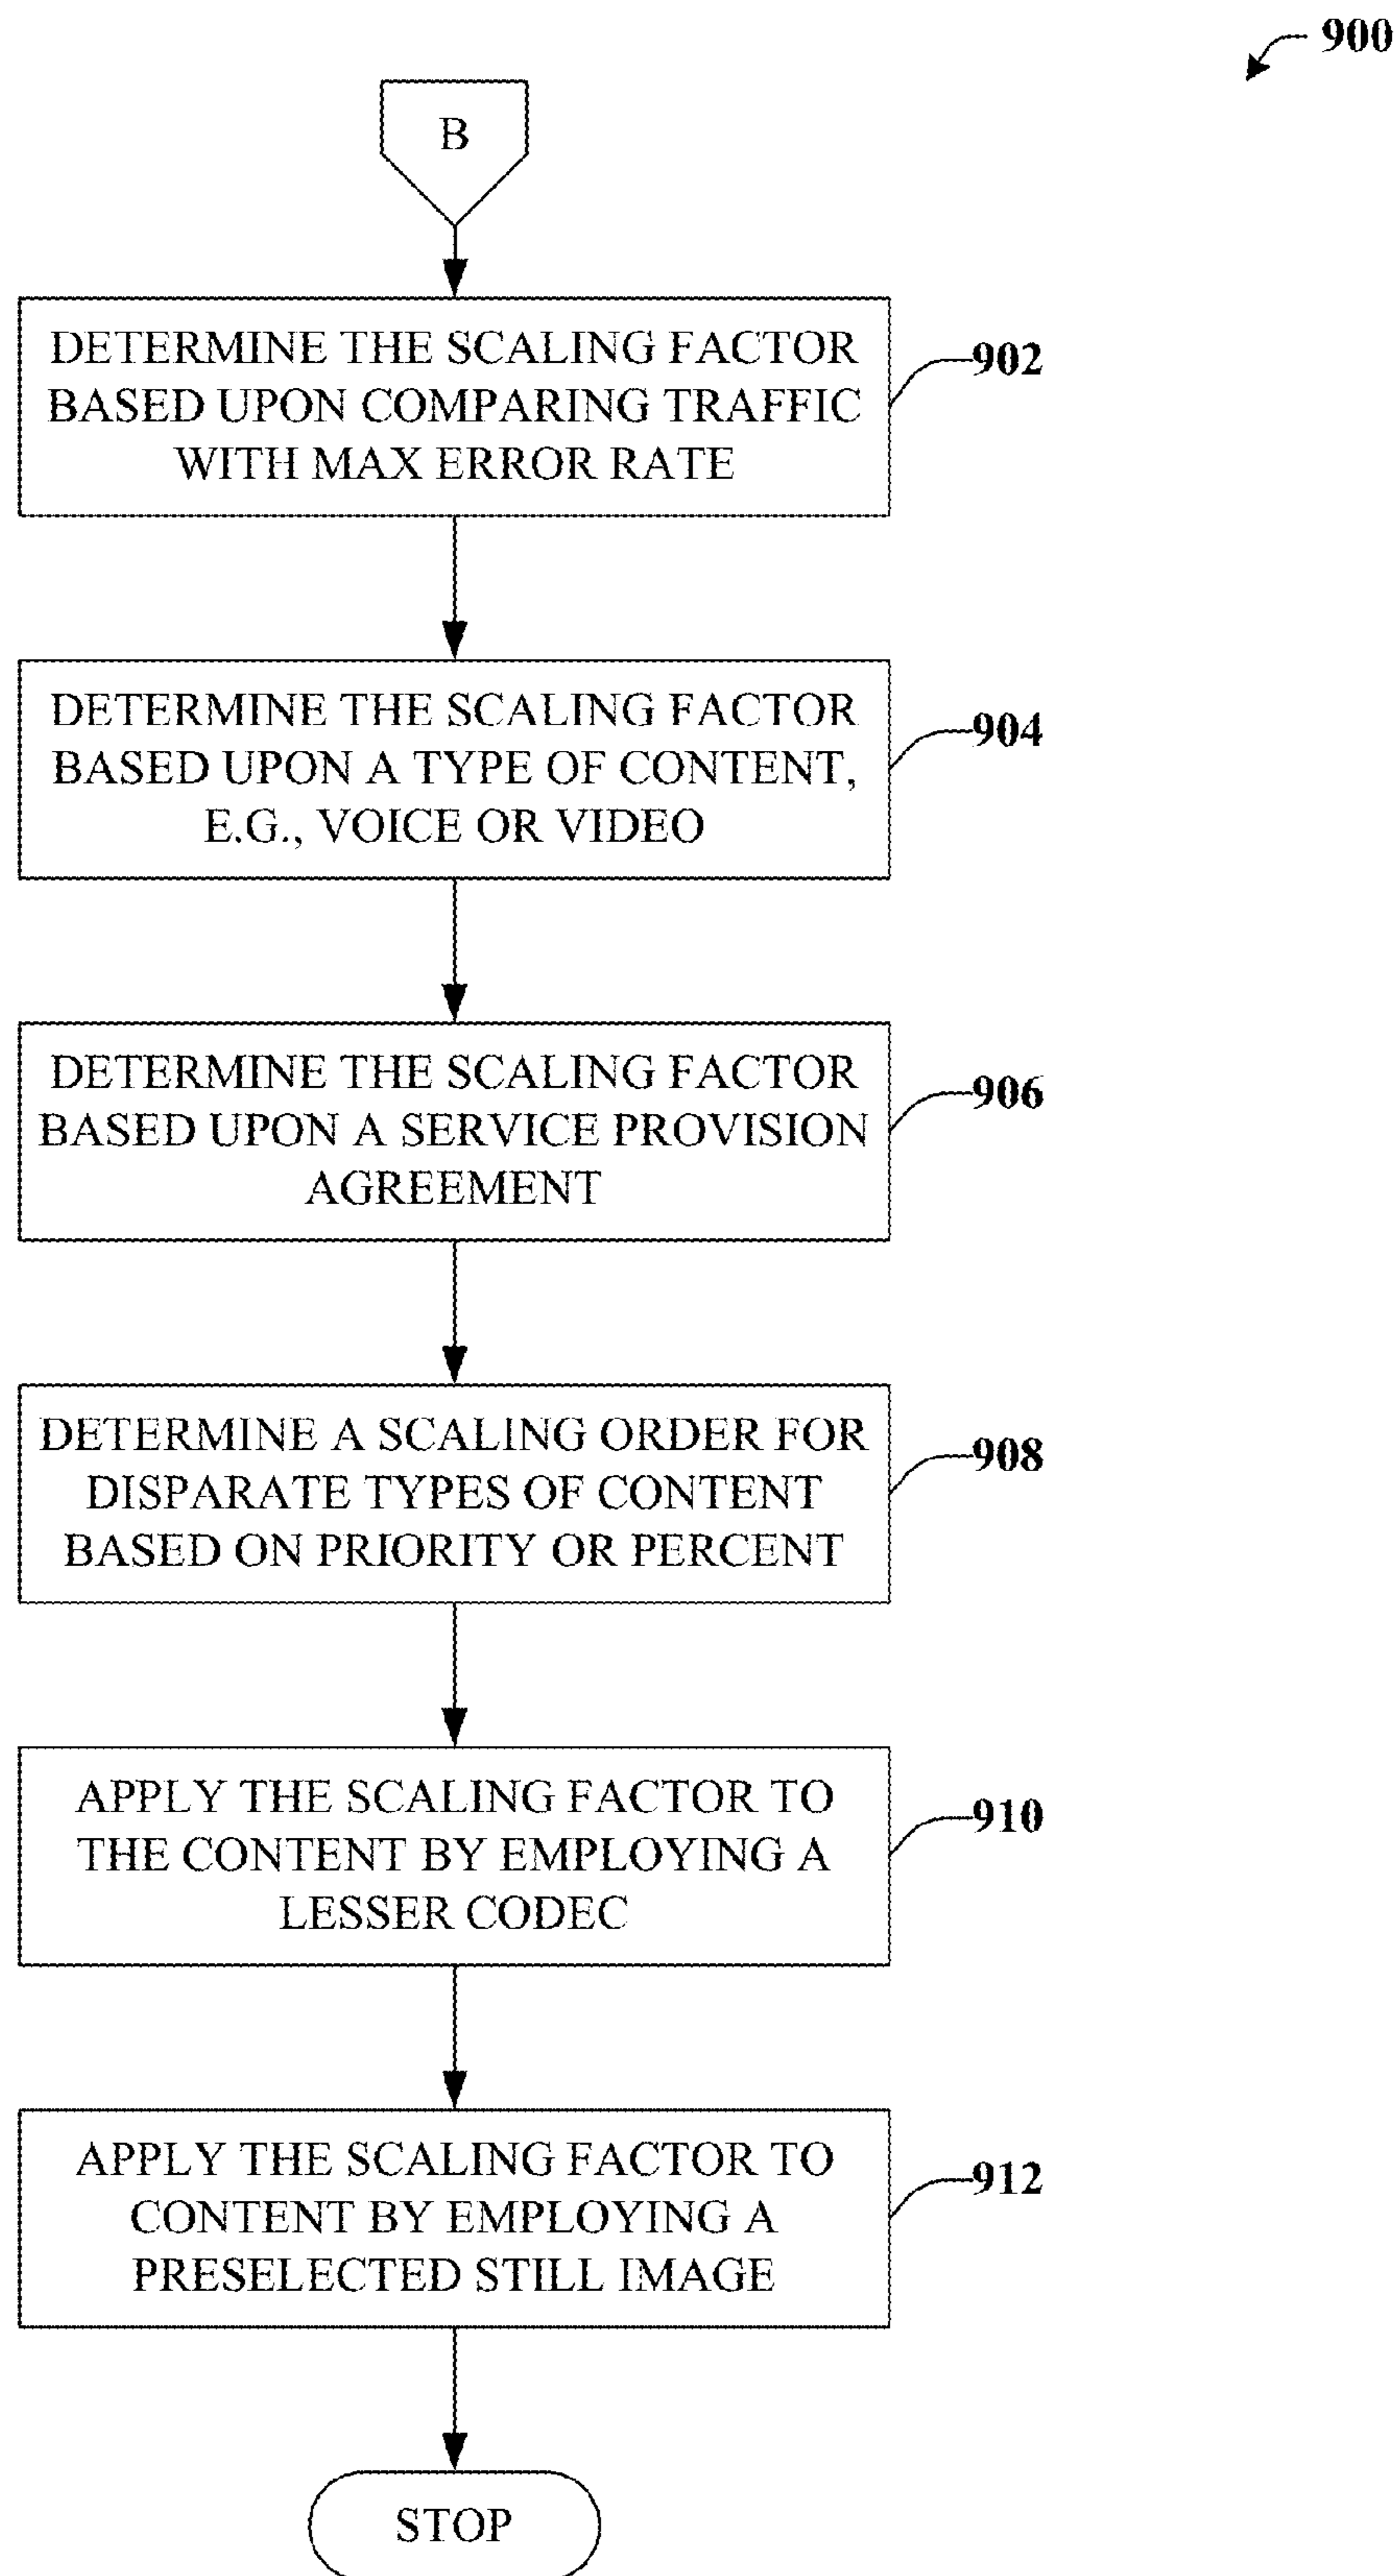 900
B
DETERMINE THE SCALING FACTOR
BASED UPON COMPARING TRAFFIC
WITH MAX ERROR RATE
902
DETERMINE THE SCALING FACTOR
BASED UPON A TYPE OF CONTENT,
E.G., VOICE OR VIDEO
904
DETERMINE THE SCALING FACTOR
BASED UPON A SERVICE PROVISION
AGREEMENT
906
DETERMINE A SCALING ORDER FOR
DISPARATE TYPES OF CONTENT
BASED ON PRIORITY OR PERCENT
908
APPLY THE SCALING FACTOR TO
THE CONTENT BY EMPLOYING A
LESSER CODEC
910
APPLY THE SCALING FACTOR TO
CONTENT BY EMPLOYING A
PRESELECTED STILL IMAGE
912
STOP